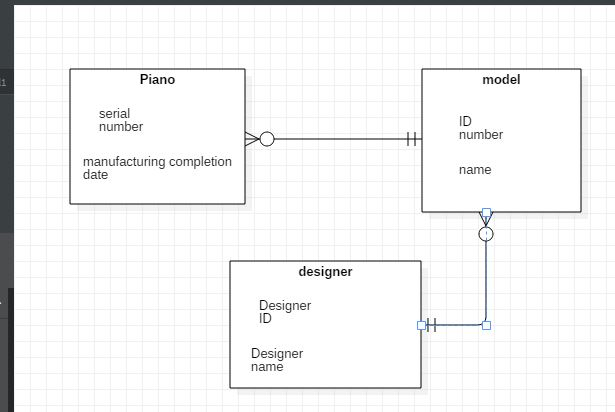 Piano
serial
number
manufacturing completion
date
model
ID
number
name
designer
Designer
ID
Designer
name